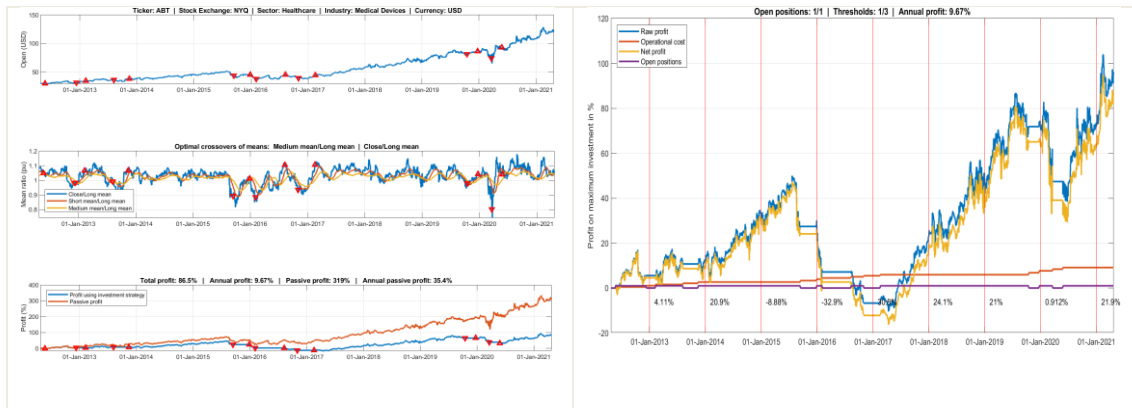 Ticker: ABT | Stock Exchange: NYQ | Sector: Healthcare | Industry: Medical Devices | Currency: USD
Open (USD)
150
100
50
01-Jan-2013 01-Jan-2014 01-Jan-2015 01-Jan-2016 01-Jan-2017 01-Jan-2018 01-Jan-2019 01-Jan-2020 01-Jan-2021
Optimal crossovers of means: Medium mean/Long mean | Close/Long mean
Mean ratio (pu)
1.2
1.1
1
0.9
0.8
Close/Long mean
Short mean/Long mean
Medium mean/Long mean
01-Jan-2013 01-Jan-2014 01-Jan-2015 01-Jan-2016 01-Jan-2017 01-Jan-2018 01-Jan-2019 01-Jan-2020 01-Jan-2021
Total profit: 86.5% | Annual profit: 9.67% | Passive profit: 319% | Annual passive profit: 35.4%
Profit (%)
400
300
200
100
0
Profit using investment strategy
Passive profit
01-Jan-2013 01-Jan-2014 01-Jan-2015 01-Jan-2016 01-Jan-2017 01-Jan-2018 01-Jan-2019 01-Jan-2020 01-Jan-2021
Open positions: 1/1 | Thresholds: 1/3 | Annual profit: 9.67%
Profit on maximum investment in %
120
100
80
60
40
20
0
-20
Raw profit
Operational cost
Net profit
Open positions
4.11% 20.9% -8.88% -32.9% 24.1% 21% 0.912% 21.9%
01-Jan-2013 01-Jan-2014 01-Jan-2015 01-Jan-2016 01-Jan-2017 01-Jan-2018 01-Jan-2019 01-Jan-2020 01-Jan-2021